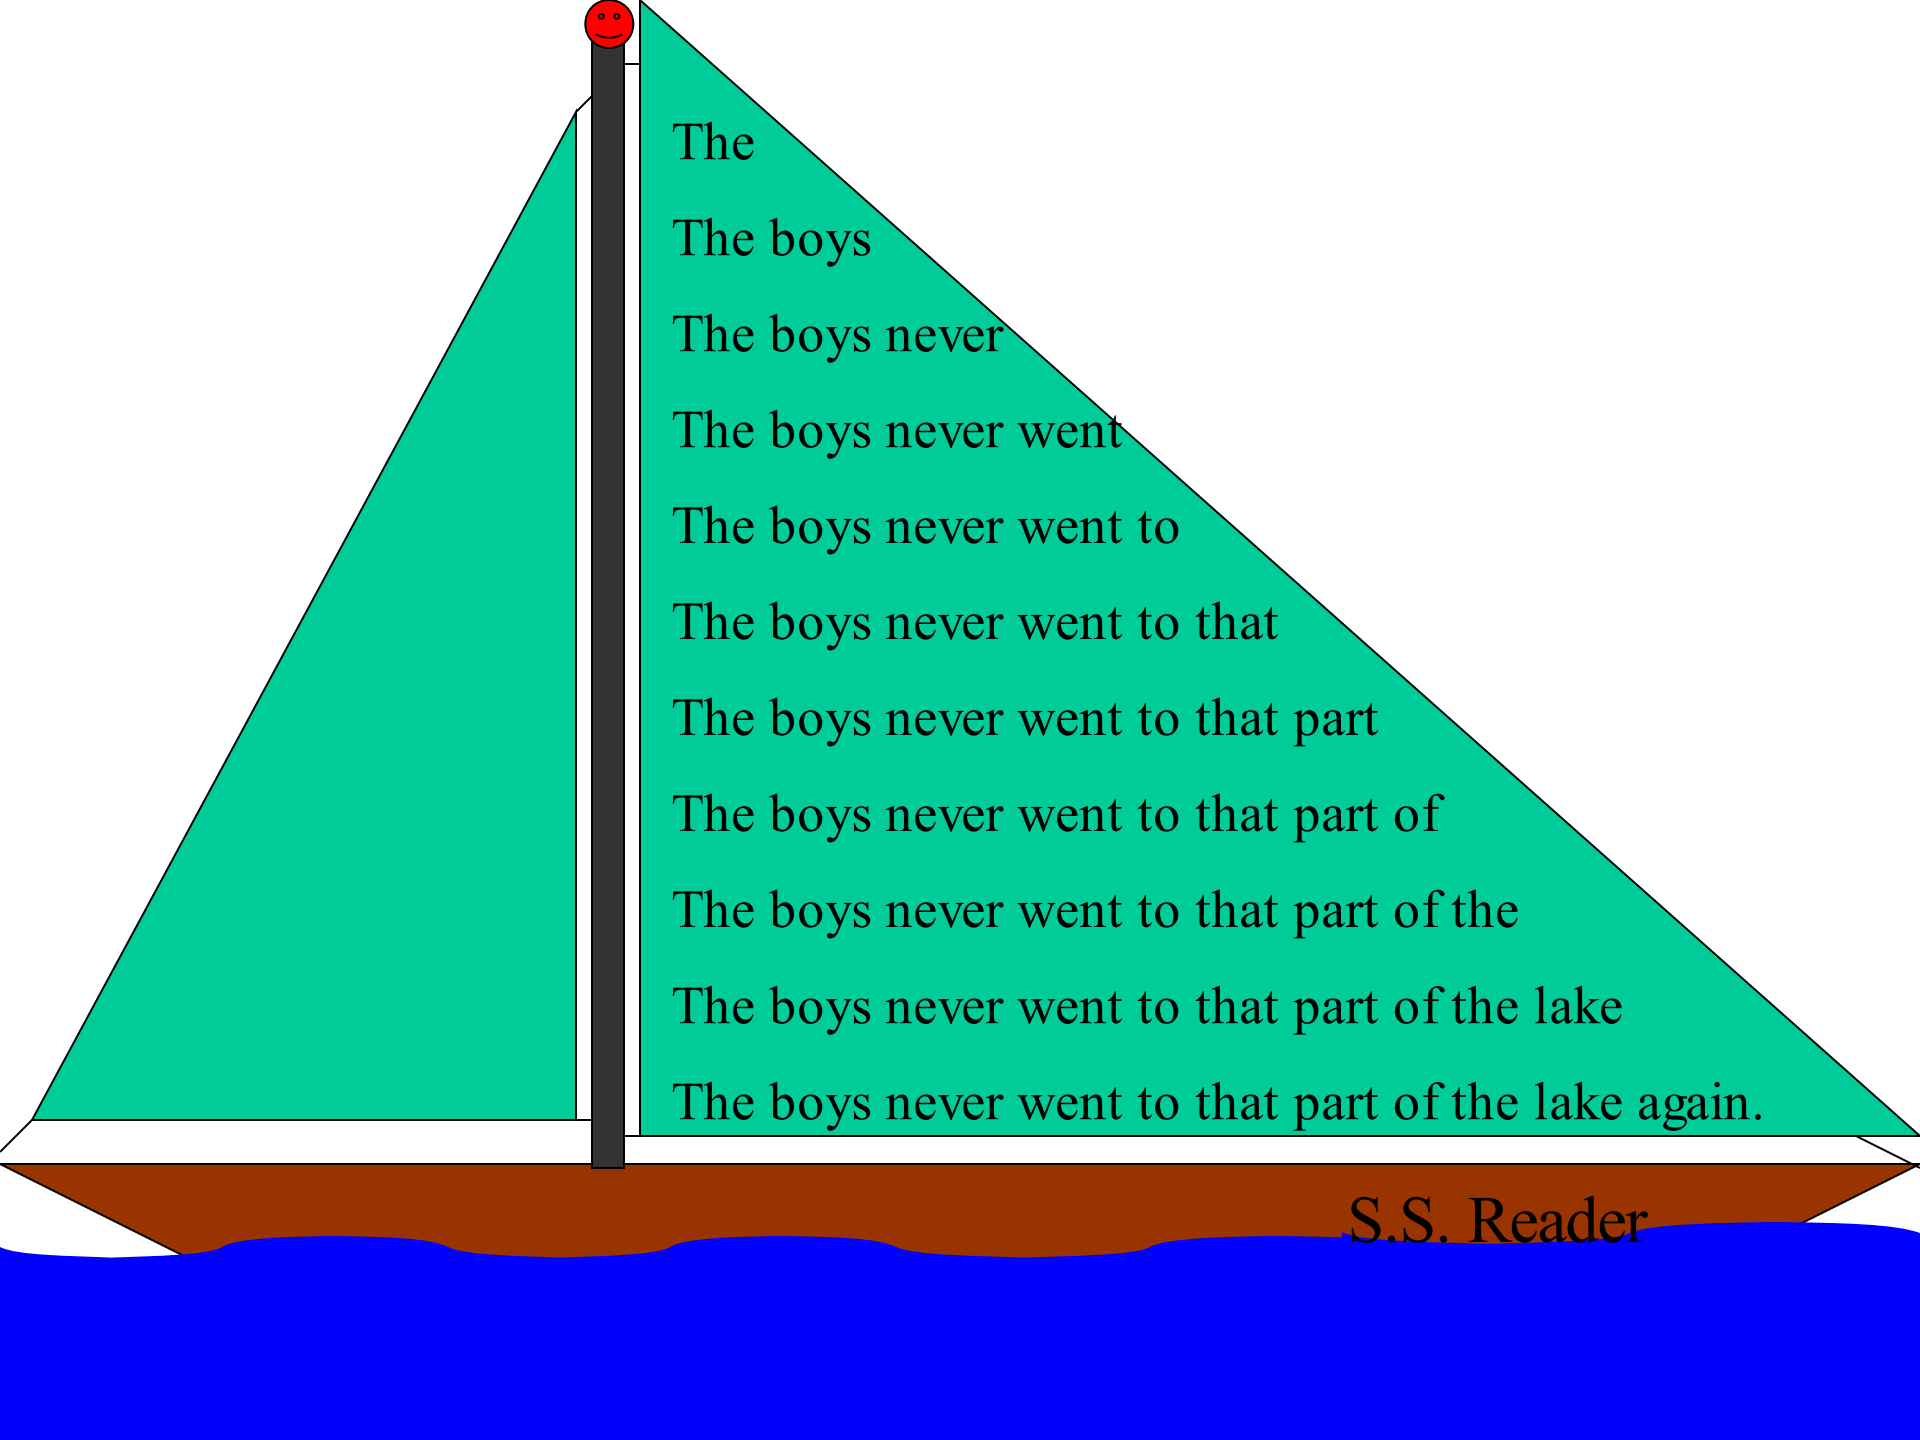 The
The boys
The boys never
The boys never went
The boys never went to
The boys never went to that
The boys never went to that part
The boys never went to that part of
The boys never went to that part of the
The boys never went to that part of the lake
The boys never went to that part of the lake again.
S.S. Reader